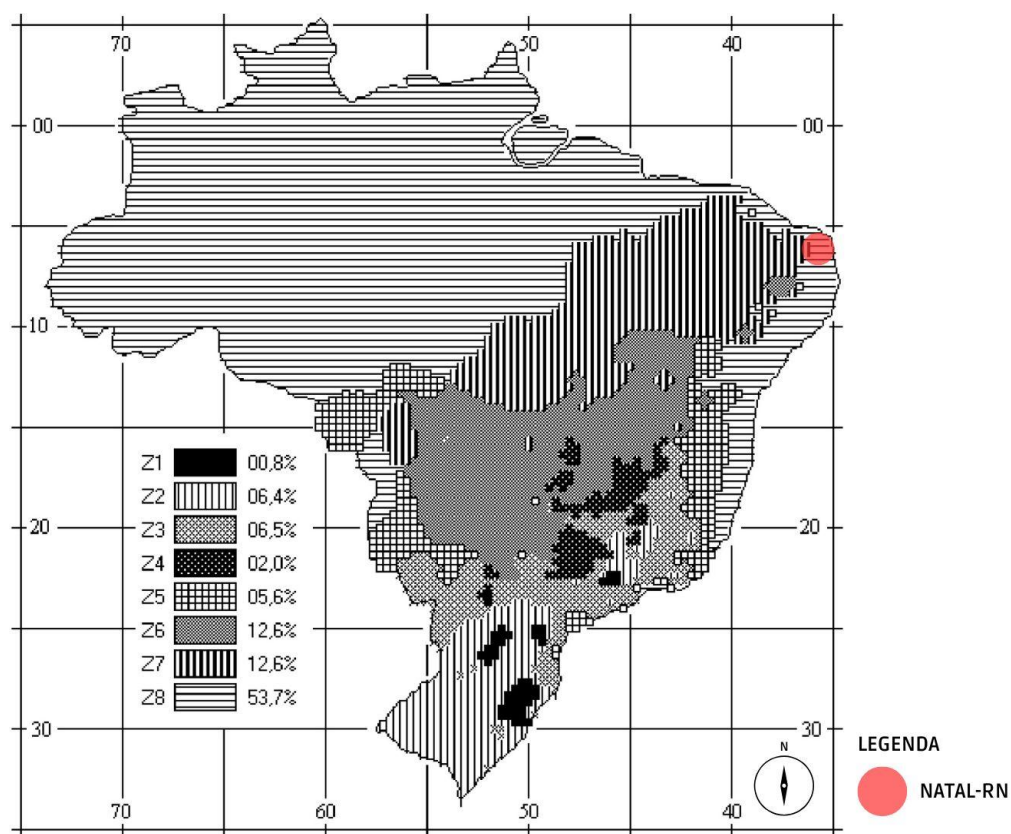 70 50 40
00 00
10
Z1 00,8%
Z2 06,4%
20 Z3 06,5% 20
Z4 02,0%
Z5 05,6%
Z6 12,6%
Z7 12,6%
Z8 53,7%
30 30
N
LEGENDA
NATAL-RN
70 60 50 40